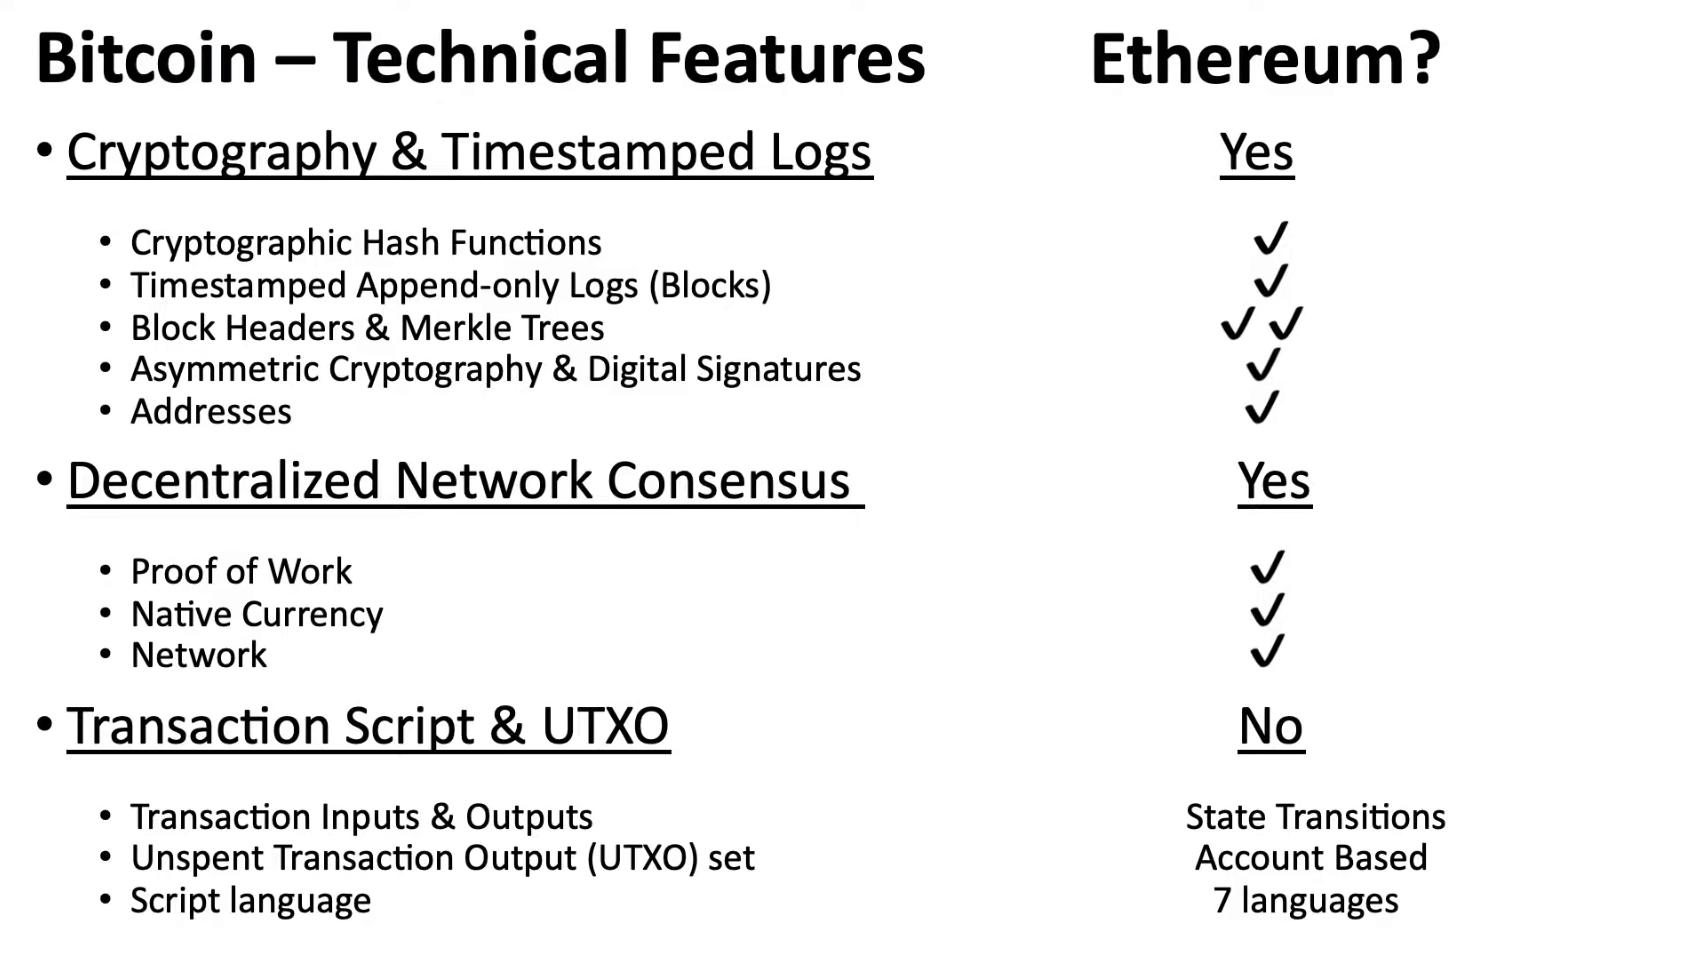 Bitcoin – Technical Features Ethereum?
• Cryptography & Timestamped Logs Yes
• Cryptographic Hash Functions ✓
• Timestamped Append-only Logs (Blocks) ✓
• Block Headers & Merkle Trees ✓ ✓
• Asymmetric Cryptography & Digital Signatures ✓
• Addresses ✓
• Decentralized Network Consensus Yes
• Proof of Work ✓
• Native Currency ✓
• Network ✓
• Transaction Script & UTXO No
• Transaction Inputs & Outputs State Transitions
• Unspent Transaction Output (UTXO) set Account Based
• Script language 7 languages